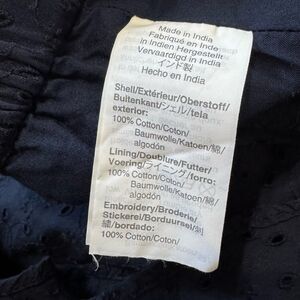 Made in India
Fabriqué en Inde
in Indien Hergestellt
Vervaardigd in India
インド製
Hecho en India
Shell/Extérieur/Oberstoff/
Buitenkant/シェル/tela
exterior:
100% Cotton/Coton/
Baumwolle/Katoen/綿/
algodón
Lining/Doublure/Futter/
Voering/ライニング/forro:
100% Cotton/Coton/
Baumwolle/Katoen/綿/
algodón
Embroidery/Broderie/
Stickerei/Borduursel/刺
繍/bordado:
100% Cotton/Coton/